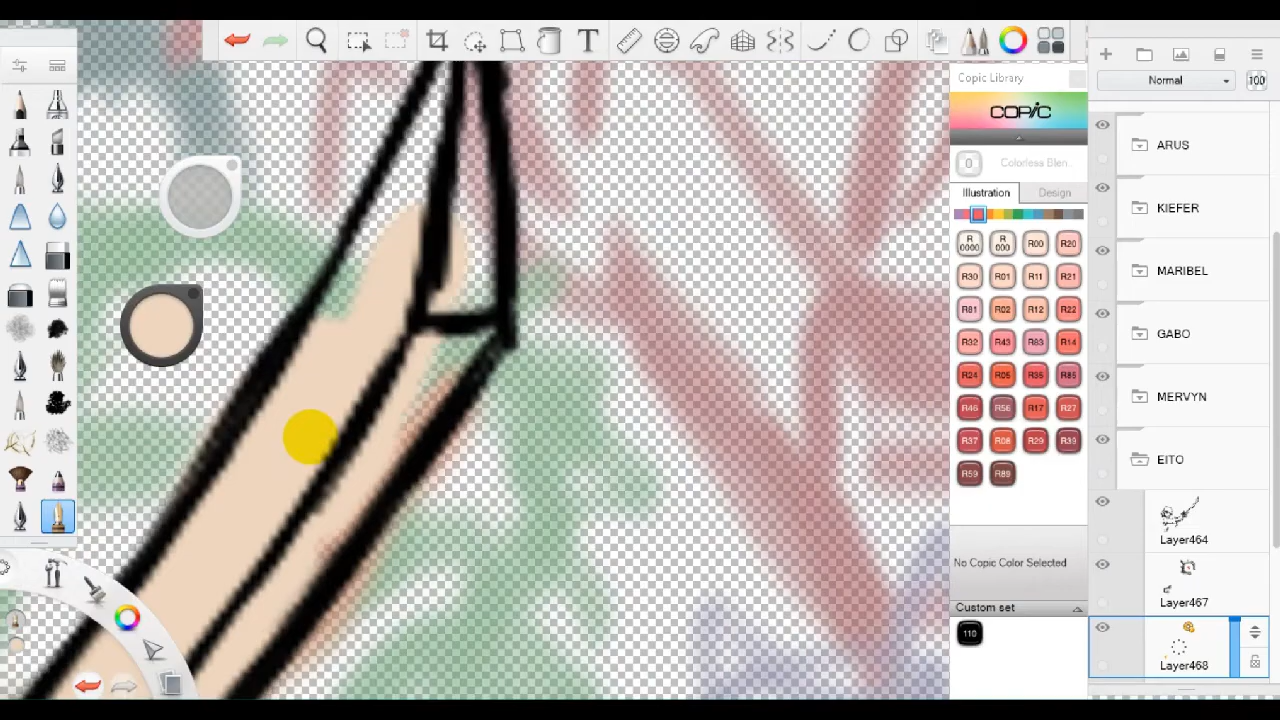 T
Copic Library
COPIC
0
Colorless Blen..
Illustration
Design
R 0000
R 000
R00
R20
R30
R01
R11
R21
R81
R02
R12
R22
R32
R43
R83
R14
R24
R05
R35
R85
R46
R56
R17
R27
R37
R08
R29
R39
R59
R89
No Copic Color Selected
Custom set
110
Normal
100
ARUS
KIEFER
MARIBEL
GABO
MERVYN
EITO
Layer464
Layer467
Layer468